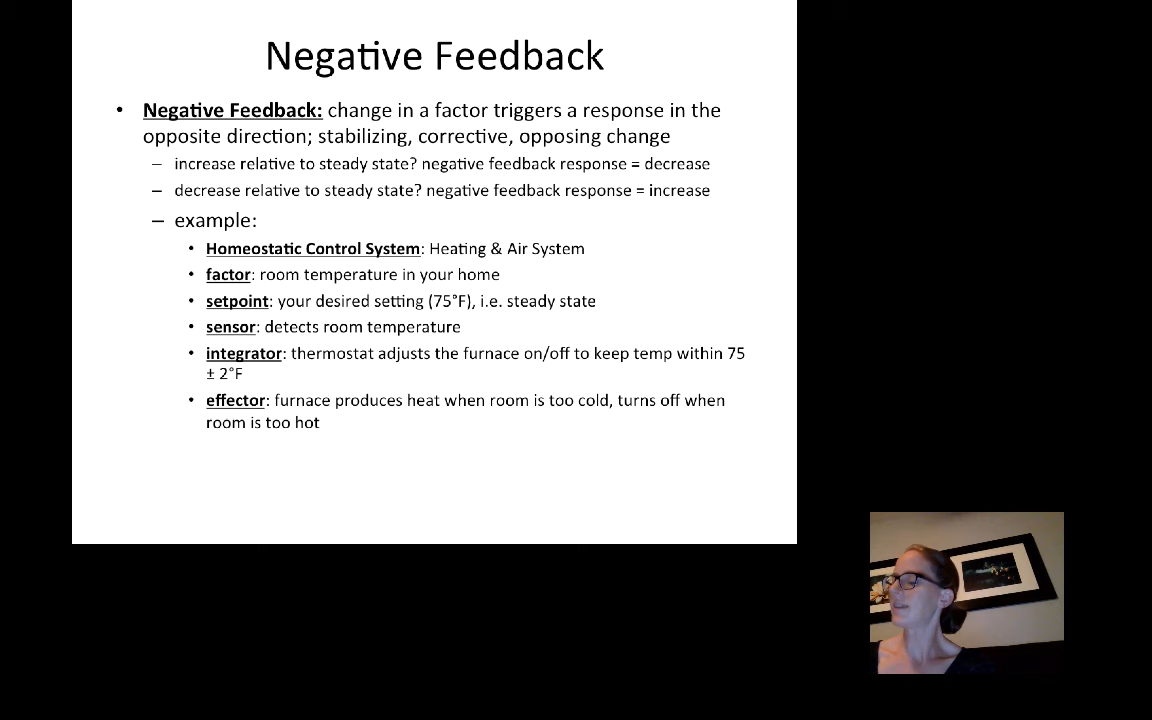 Negative Feedback
• Negative Feedback: change in a factor triggers a response in the
opposite direction; stabilizing, corrective, opposing change
– increase relative to steady state? negative feedback response = decrease
– decrease relative to steady state? negative feedback response = increase
– example:
• Homeostatic Control System: Heating & Air System
• factor: room temperature in your home
• setpoint: your desired setting (75°F), i.e. steady state
• sensor: detects room temperature
• integrator: thermostat adjusts the furnace on/off to keep temp within 75
± 2°F
• effector: furnace produces heat when room is too cold, turns off when
room is too hot